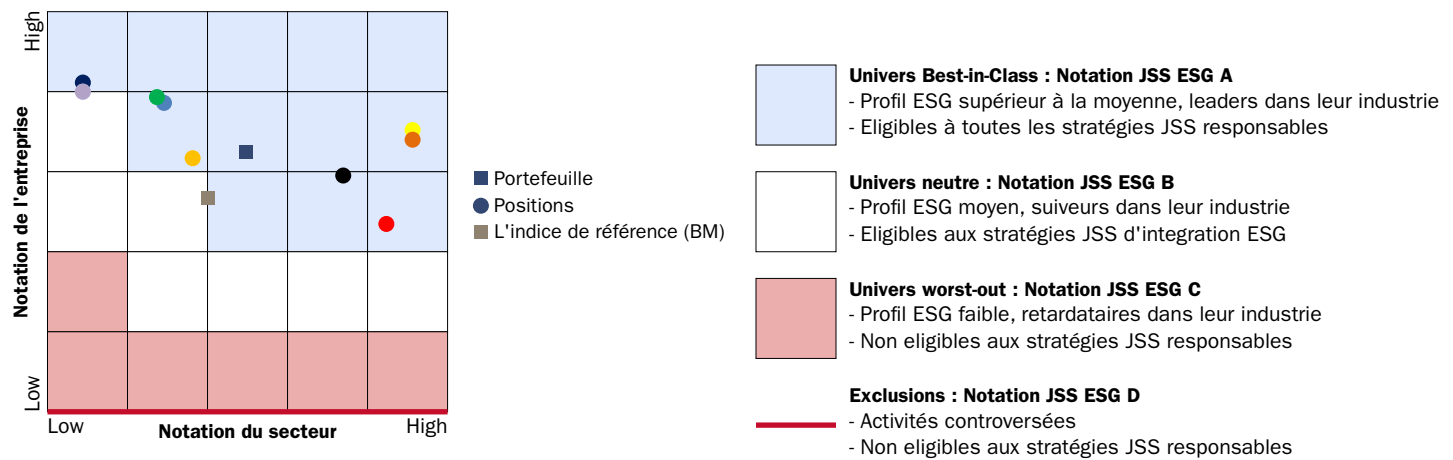 High
Notation de l'entreprise
Low
Low
Notation du secteur
High
Portefeuille
Positions
L'indice de référence (BM)
Univers Best-in-Class : Notation JSS ESG A
- Profil ESG supérieur à la moyenne, leaders dans leur industrie
- Eligibles à toutes les stratégies JSS responsables
Univers neutre : Notation JSS ESG B
- Profil ESG moyen, suiveurs dans leur industrie
- Eligibles aux stratégies JSS d'integration ESG
Univers worst-out : Notation JSS ESG C
- Profil ESG faible, retardataires dans leur industrie
- Non eligibles aux stratégies JSS responsables
Exclusions : Notation JSS ESG D
- Activités controversées
- Non eligibles aux stratégies JSS responsables